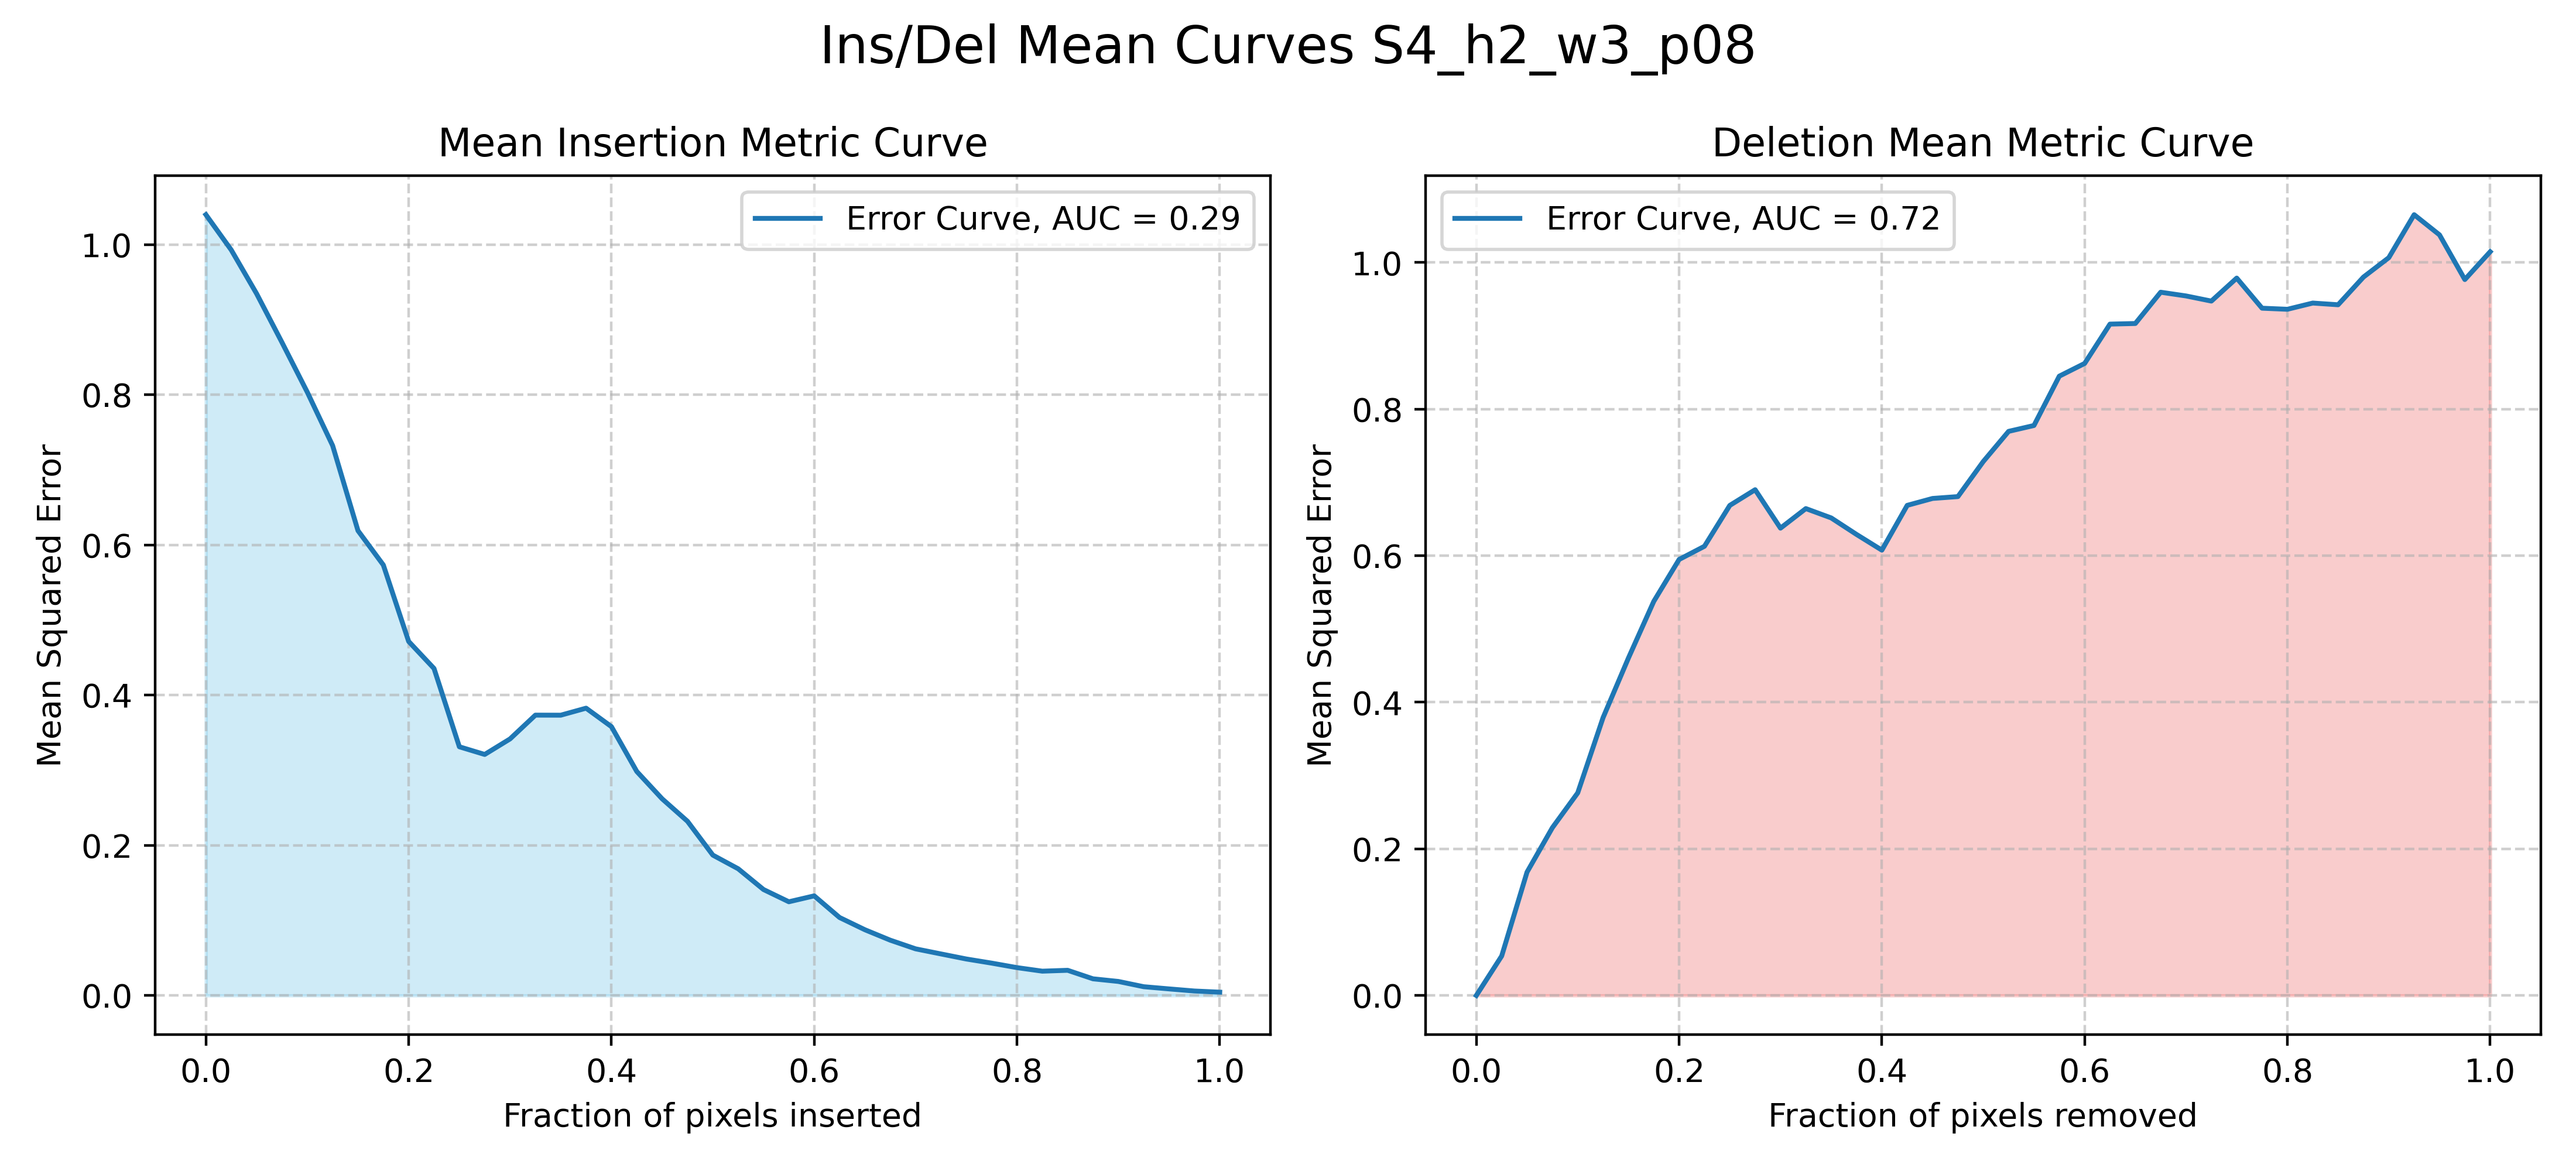 Ins/Del Mean Curves S4_h2_w3_p08
Mean Insertion Metric Curve
Error Curve, AUC = 0.29
Mean Squared Error
1.0
0.8
0.6
0.4
0.2
0.0
0.0 0.2 0.4 0.6 0.8 1.0
Fraction of pixels inserted
Deletion Mean Metric Curve
Error Curve, AUC = 0.72
Mean Squared Error
1.0
0.8
0.6
0.4
0.2
0.0
0.0 0.2 0.4 0.6 0.8 1.0
Fraction of pixels removed